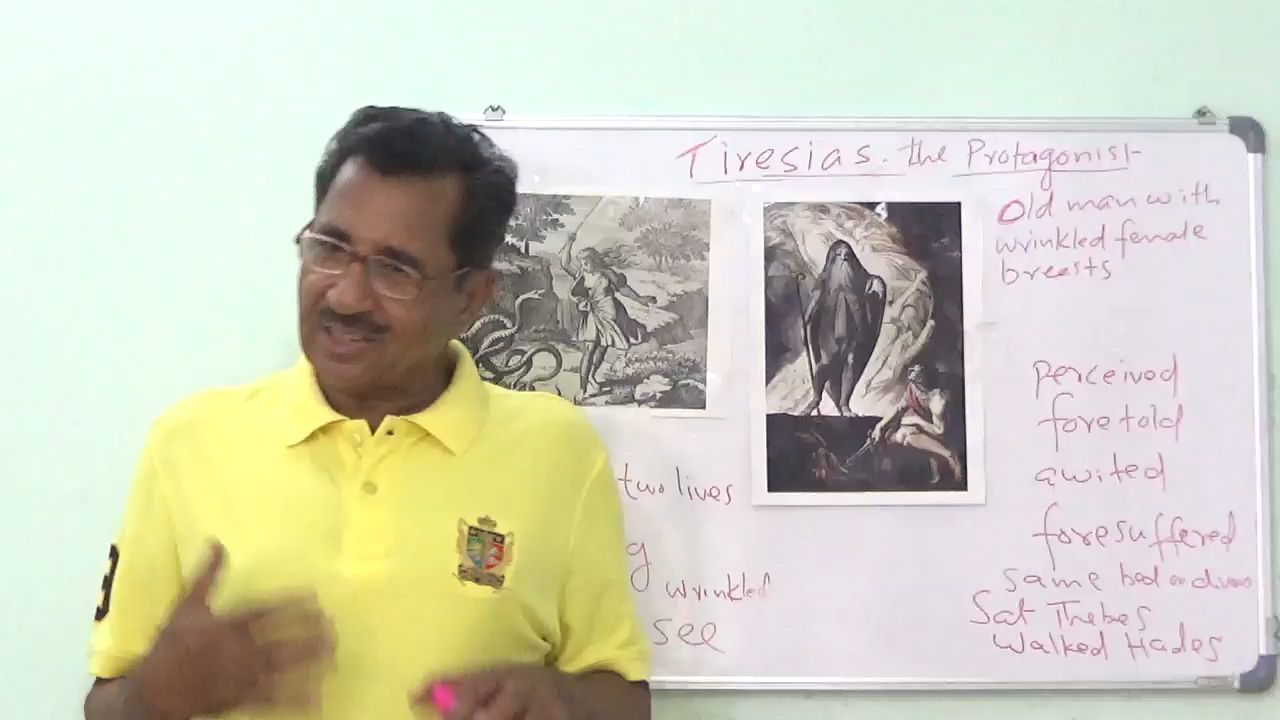 Tiresias. the Protagonist
Old man with
wrinkled female
breasts
perceived
foretold
awited
foresuffered
same bed or divan
Sat Thebes
Walked Hades
two lives
g
wrinkled
see
3